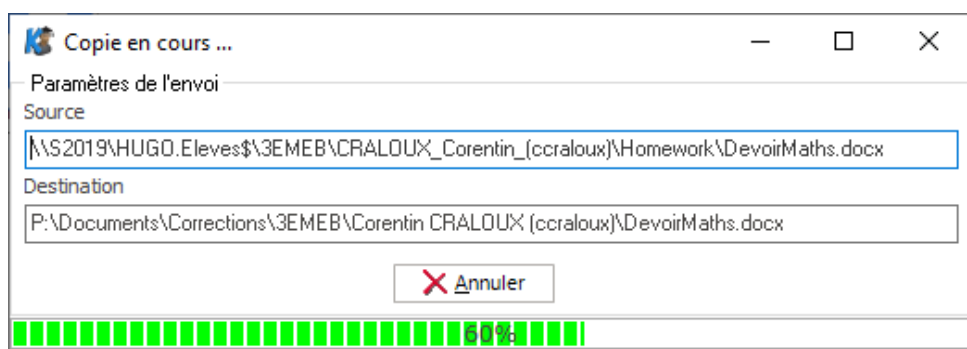 Copie en cours ...
Paramètres de l'envoi
Source
\\S2019\HUGO.Eleves$\3EMEB\CRALOUX_Corentin_(ccraloux)\Homework\DevoirMaths.docx
Destination
P:\Documents\Corrections\3EMEB\Corentin CRALOUX (ccraloux)\DevoirMaths.docx
Annuler
60%